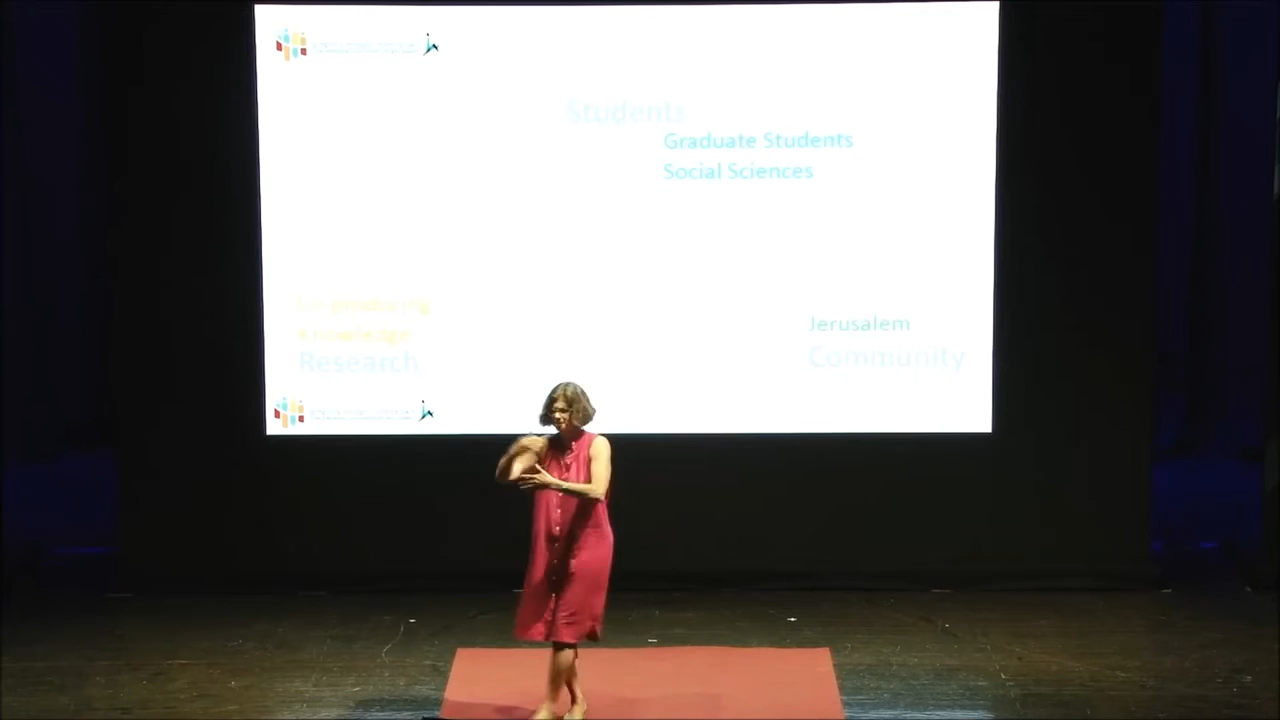 Students
Graduate Students
Social Sciences
Co-producing
Knowledge
Research
Jerusalem
Community